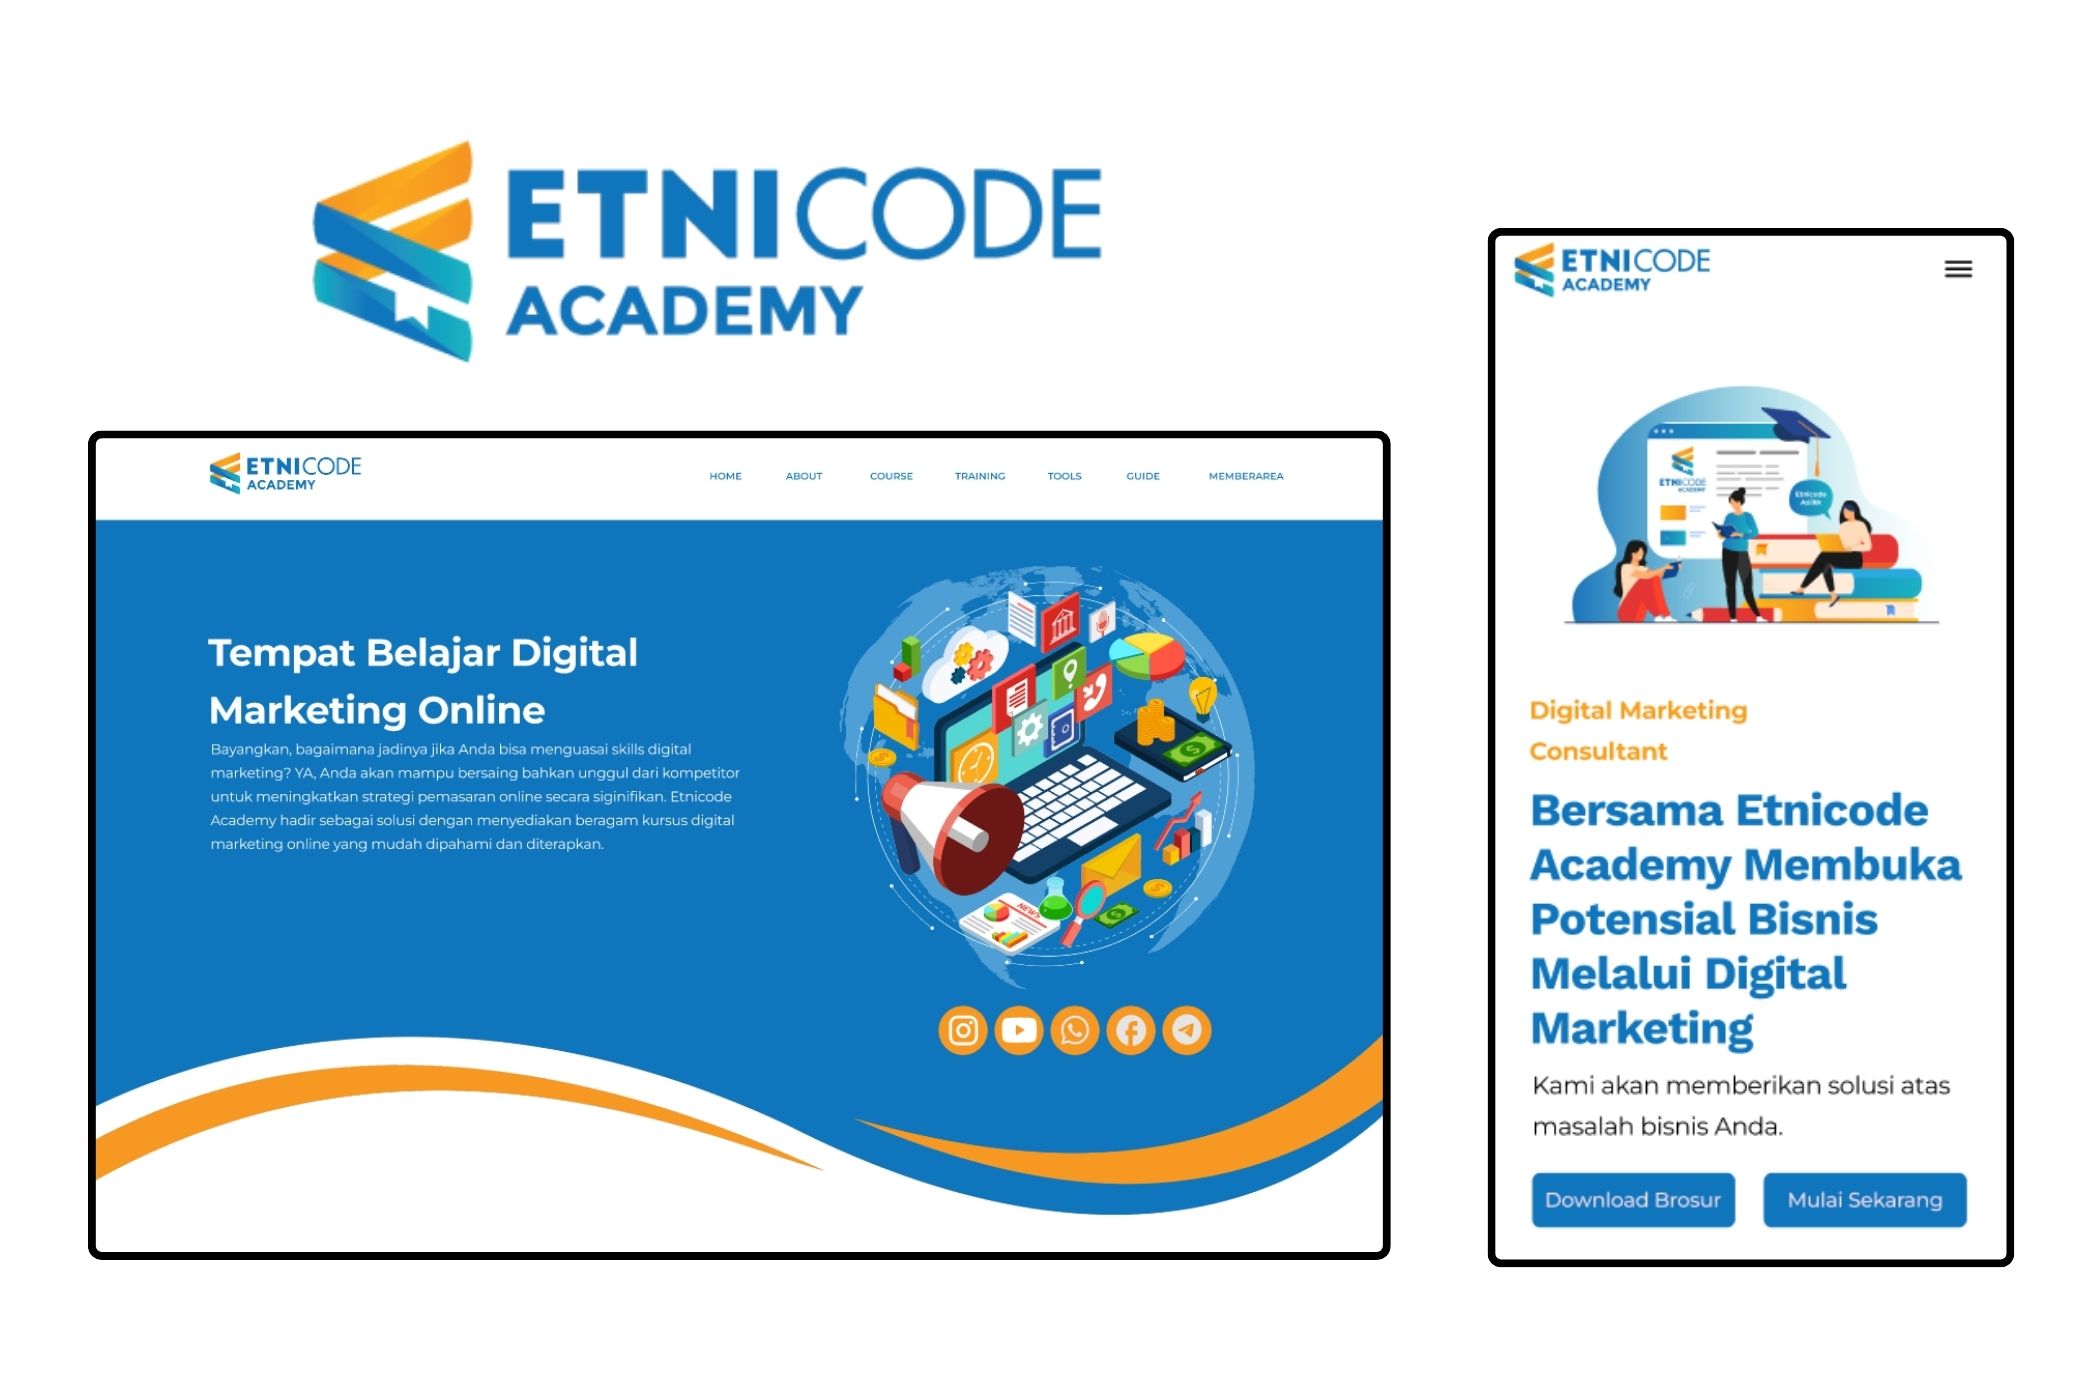 ETNICODE
ACADEMY
ETNICODE
ACADEMY
HOME ABOUT COURSE TRAINING TOOLS GUIDE MEMBERAREA
Tempat Belajar Digital
Marketing Online
Bayangkan, bagaimana jadinya jika Anda bisa menguasai skills digital
marketing? YA, Anda akan mampu bersaing bahkan unggul dari kompetitor
untuk meningkatkan strategi pemasaran online secara siginifikan. Etnicode
Academy hadir sebagai solusi dengan menyediakan beragam kursus digital
marketing online yang mudah dipahami dan diterapkan.
NEWS
ETNICODE
ACADEMY
ETNICODE
ACADEMY
Etnicode
Digital Marketing
Consultant
Bersama Etnicode
Academy Membuka
Potensial Bisnis
Melalui Digital
Marketing
Kami akan memberikan solusi atas
masalah bisnis Anda.
Download Brosur Mulai Sekarang